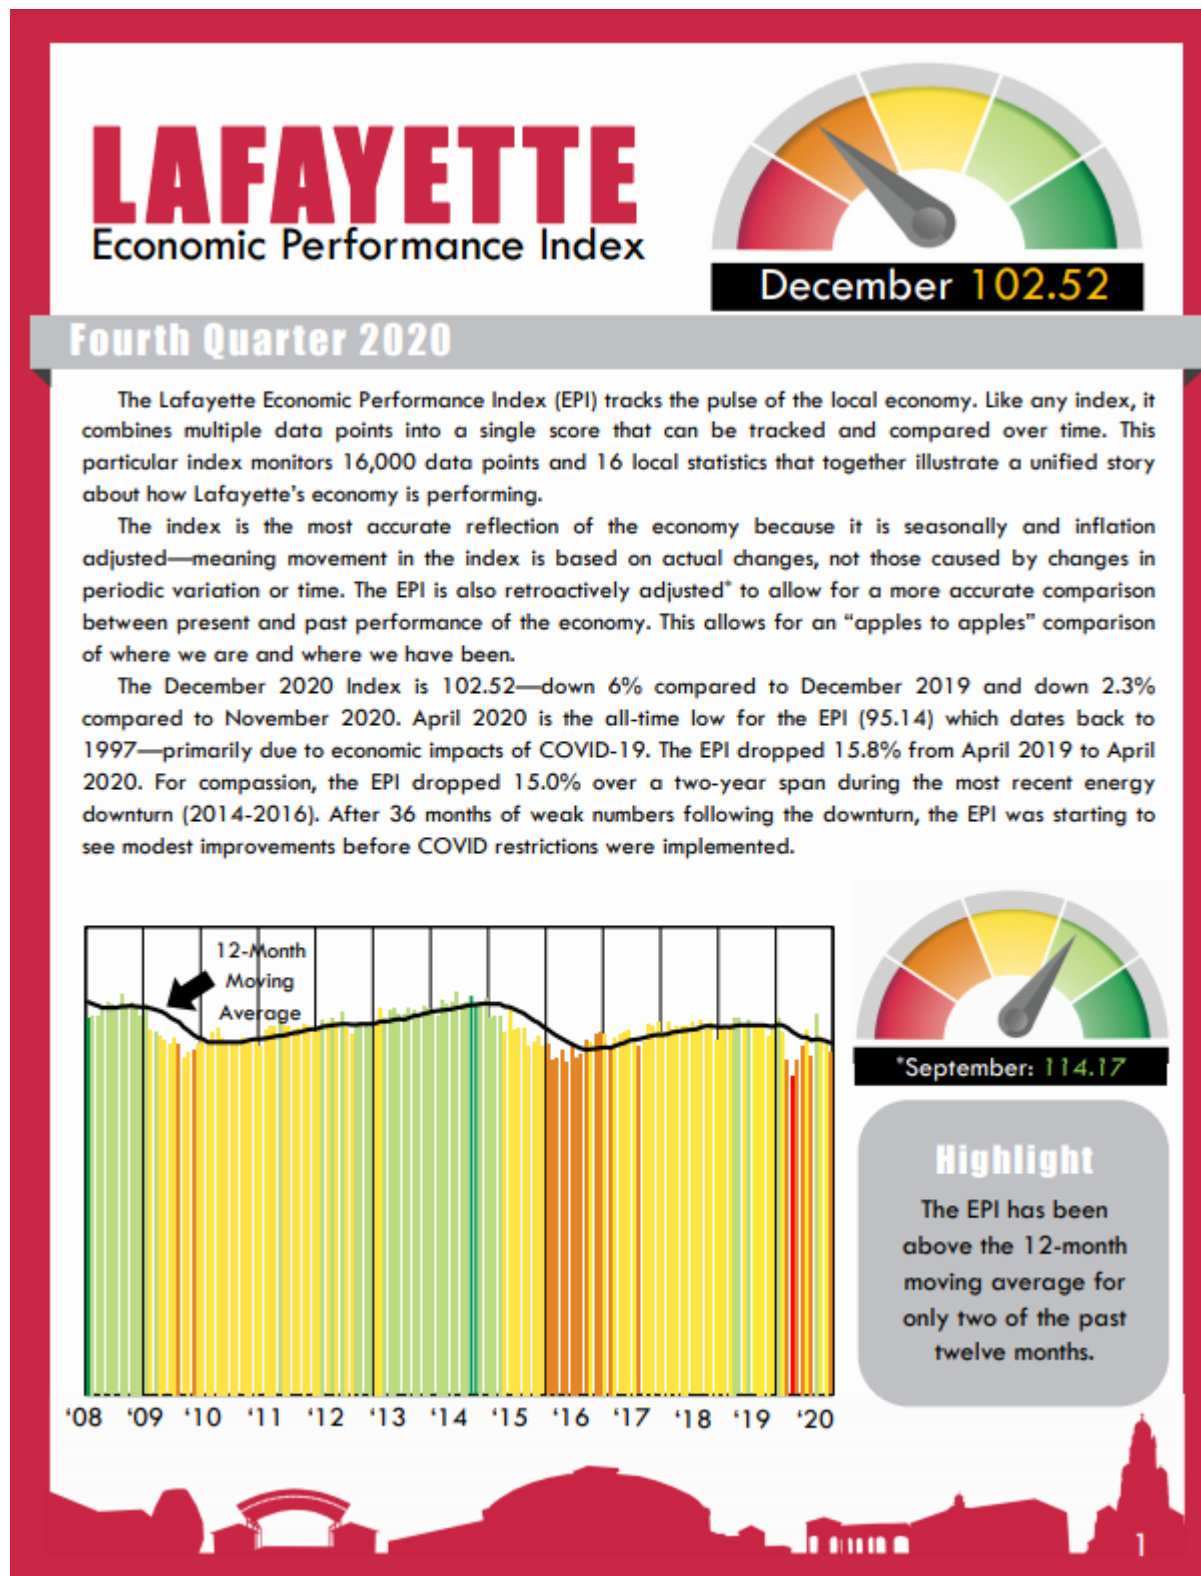 LAFAYETTE
Economic Performance Index
December 102.52
Fourth Quarter 2020
The Lafayette Economic Performance Index (EPI) tracks the pulse of the local economy. Like any index, it
combines multiple data points into a single score that can be tracked and compared over time. This
particular index monitors 16,000 data points and 16 local statistics that together illustrate a unified story
about how Lafayette’s economy is performing.
The index is the most accurate reflection of the economy because it is seasonally and inflation
adjusted—meaning movement in the index is based on actual changes, not those caused by changes in
periodic variation or time. The EPI is also retroactively adjusted* to allow for a more accurate comparison
between present and past performance of the economy. This allows for an “apples to apples” comparison
of where we are and where we have been.
The December 2020 Index is 102.52—down 6% compared to December 2019 and down 2.3%
compared to November 2020. April 2020 is the all-time low for the EPI (95.14) which dates back to
1997—primarily due to economic impacts of COVID-19. The EPI dropped 15.8% from April 2019 to April
2020. For compassion, the EPI dropped 15.0% over a two-year span during the most recent energy
downturn (2014-2016). After 36 months of weak numbers following the downturn, the EPI was starting to
see modest improvements before COVID restrictions were implemented.
12-Month
Moving
Average
‘08 ‘09 ‘10 ‘11 ‘12 ‘13 ‘14 ‘15 ‘16 ‘17 ‘18 ‘19 ‘20
*September: 114.17
Highlight
The EPI has been
above the 12-month
moving average for
only two of the past
twelve months.
1